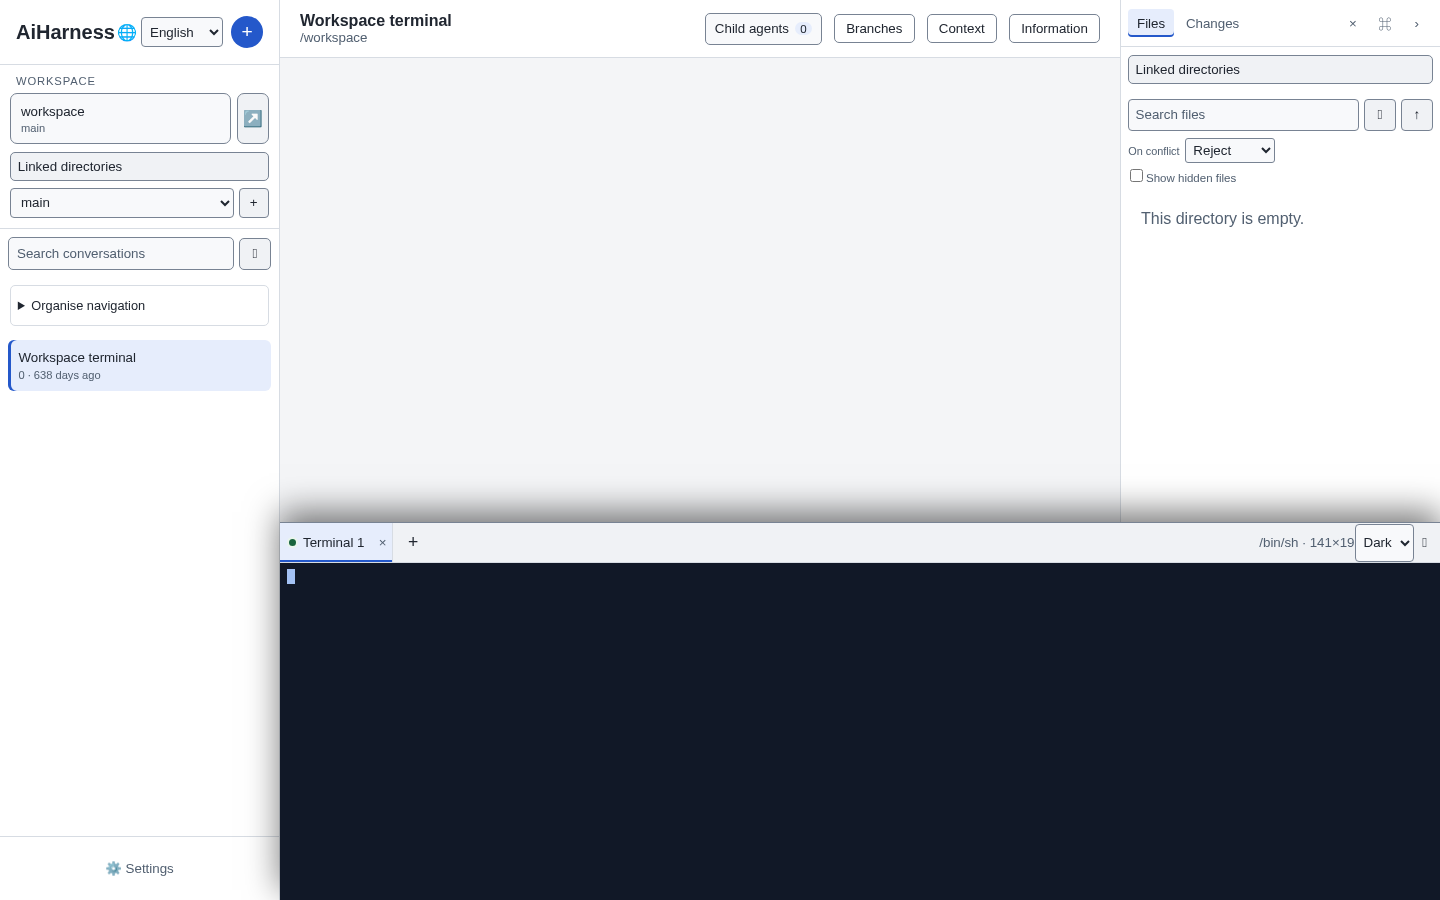 AiHarness
English
+
Workspace terminal
/workspace
Child agents 0
Branches
Context
Information
Files
Changes
×
›
WORKSPACE
workspace
main
Linked directories
main
+
Search conversations
Organise navigation
Workspace terminal
0 · 638 days ago
Settings
Linked directories
Search files
↑
On conflict
Reject
Show hidden files
This directory is empty.
Terminal 1
×
+
/bin/sh · 141×19
Dark